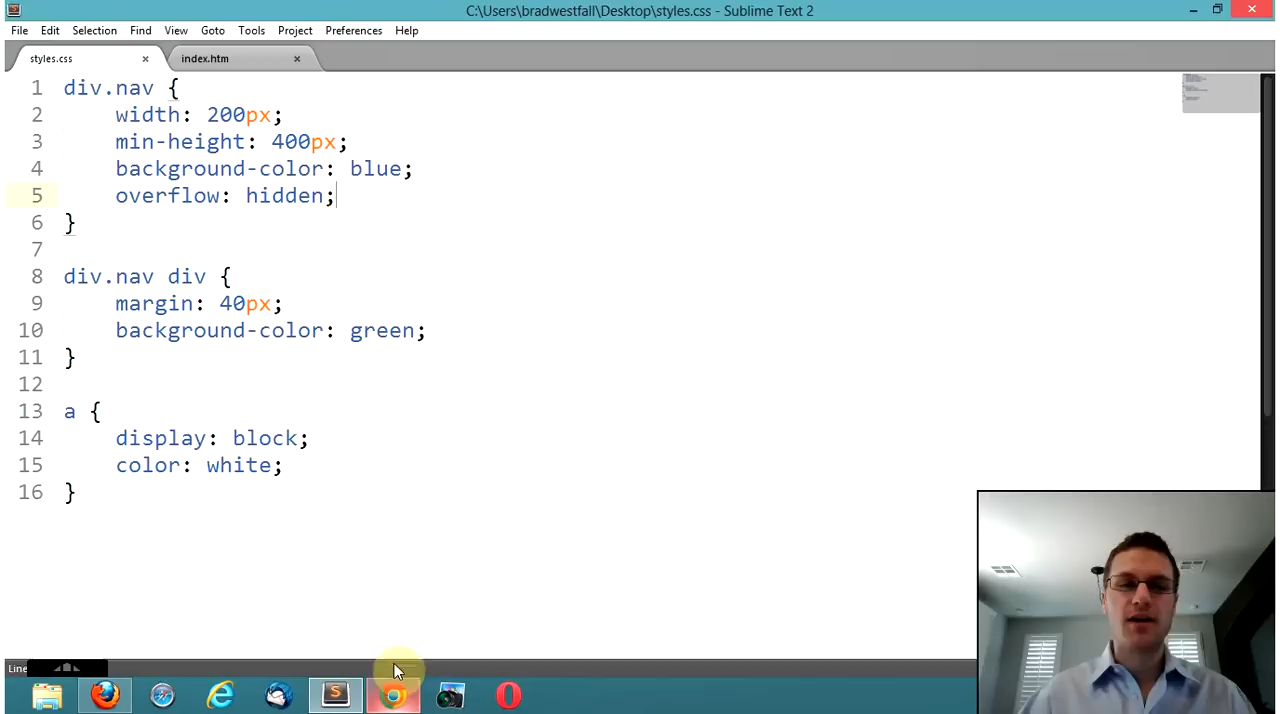 C:\Users\bradwestfall\Desktop\styles.css - Sublime Text 2
File Edit Selection Find View Goto Tools Project Preferences Help
styles.css × index.htm ×
1 div.nav {
2 width: 200px;
3 min-height: 400px;
4 background-color: blue;
5 overflow: hidden;
6 }
7
8 div.nav div {
9 margin: 40px;
10 background-color: green;
11 }
12
13 a {
14 display: block;
15 color: white;
16 }
Line